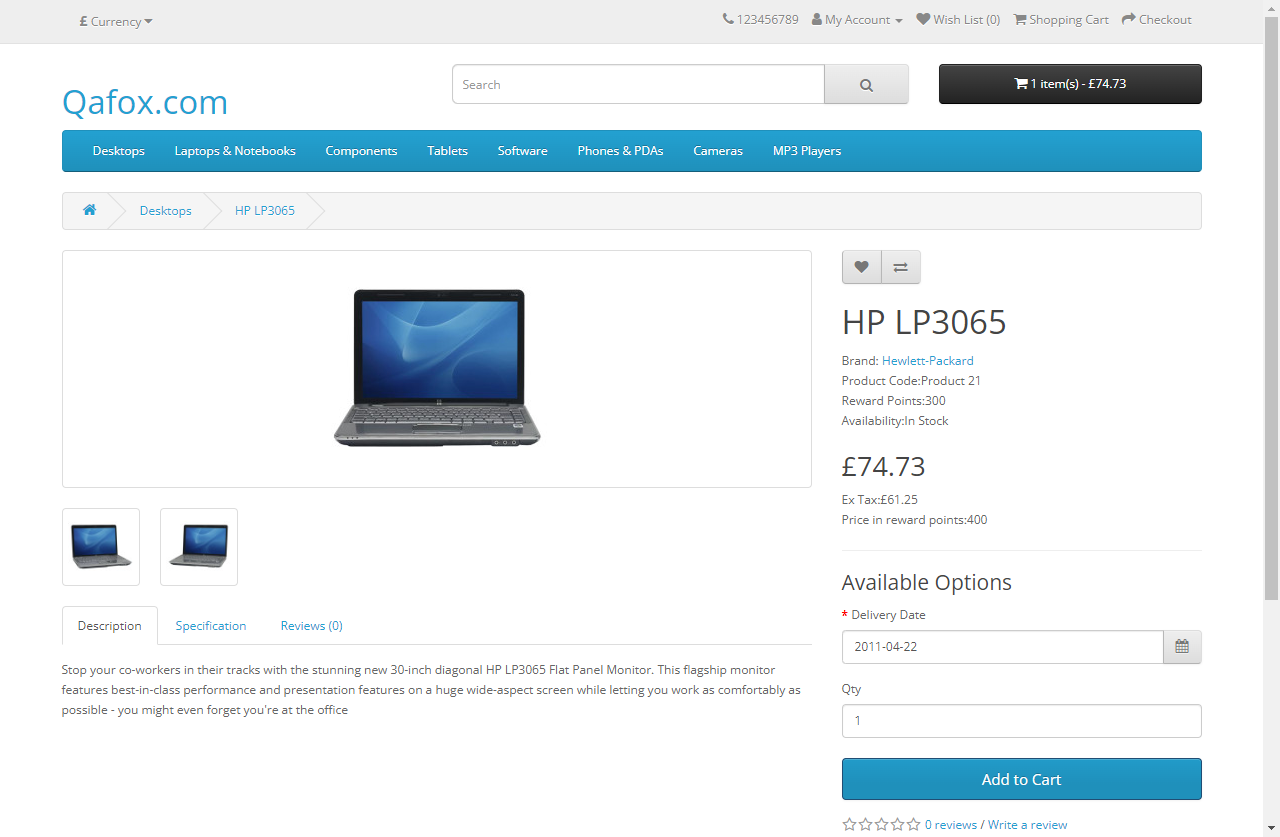 £ Currency
123456789 My Account Wish List (0) Shopping Cart Checkout
Qafox.com
Search
1 item(s) - £74.73
Desktops Laptops & Notebooks Components Tablets Software Phones & PDAs Cameras MP3 Players
Desktops HP LP3065
HP LP3065
Brand: Hewlett-Packard
Product Code:Product 21
Reward Points:300
Availability:In Stock
£74.73
Ex Tax:£61.25
Price in reward points:400
Available Options
* Delivery Date
2011-04-22
Qty
1
Add to Cart
0 reviews / Write a review
Description Specification Reviews (0)
Stop your co-workers in their tracks with the stunning new 30-inch diagonal HP LP3065 Flat Panel Monitor. This flagship monitor
features best-in-class performance and presentation features on a huge wide-aspect screen while letting you work as comfortably as
possible - you might even forget you're at the office